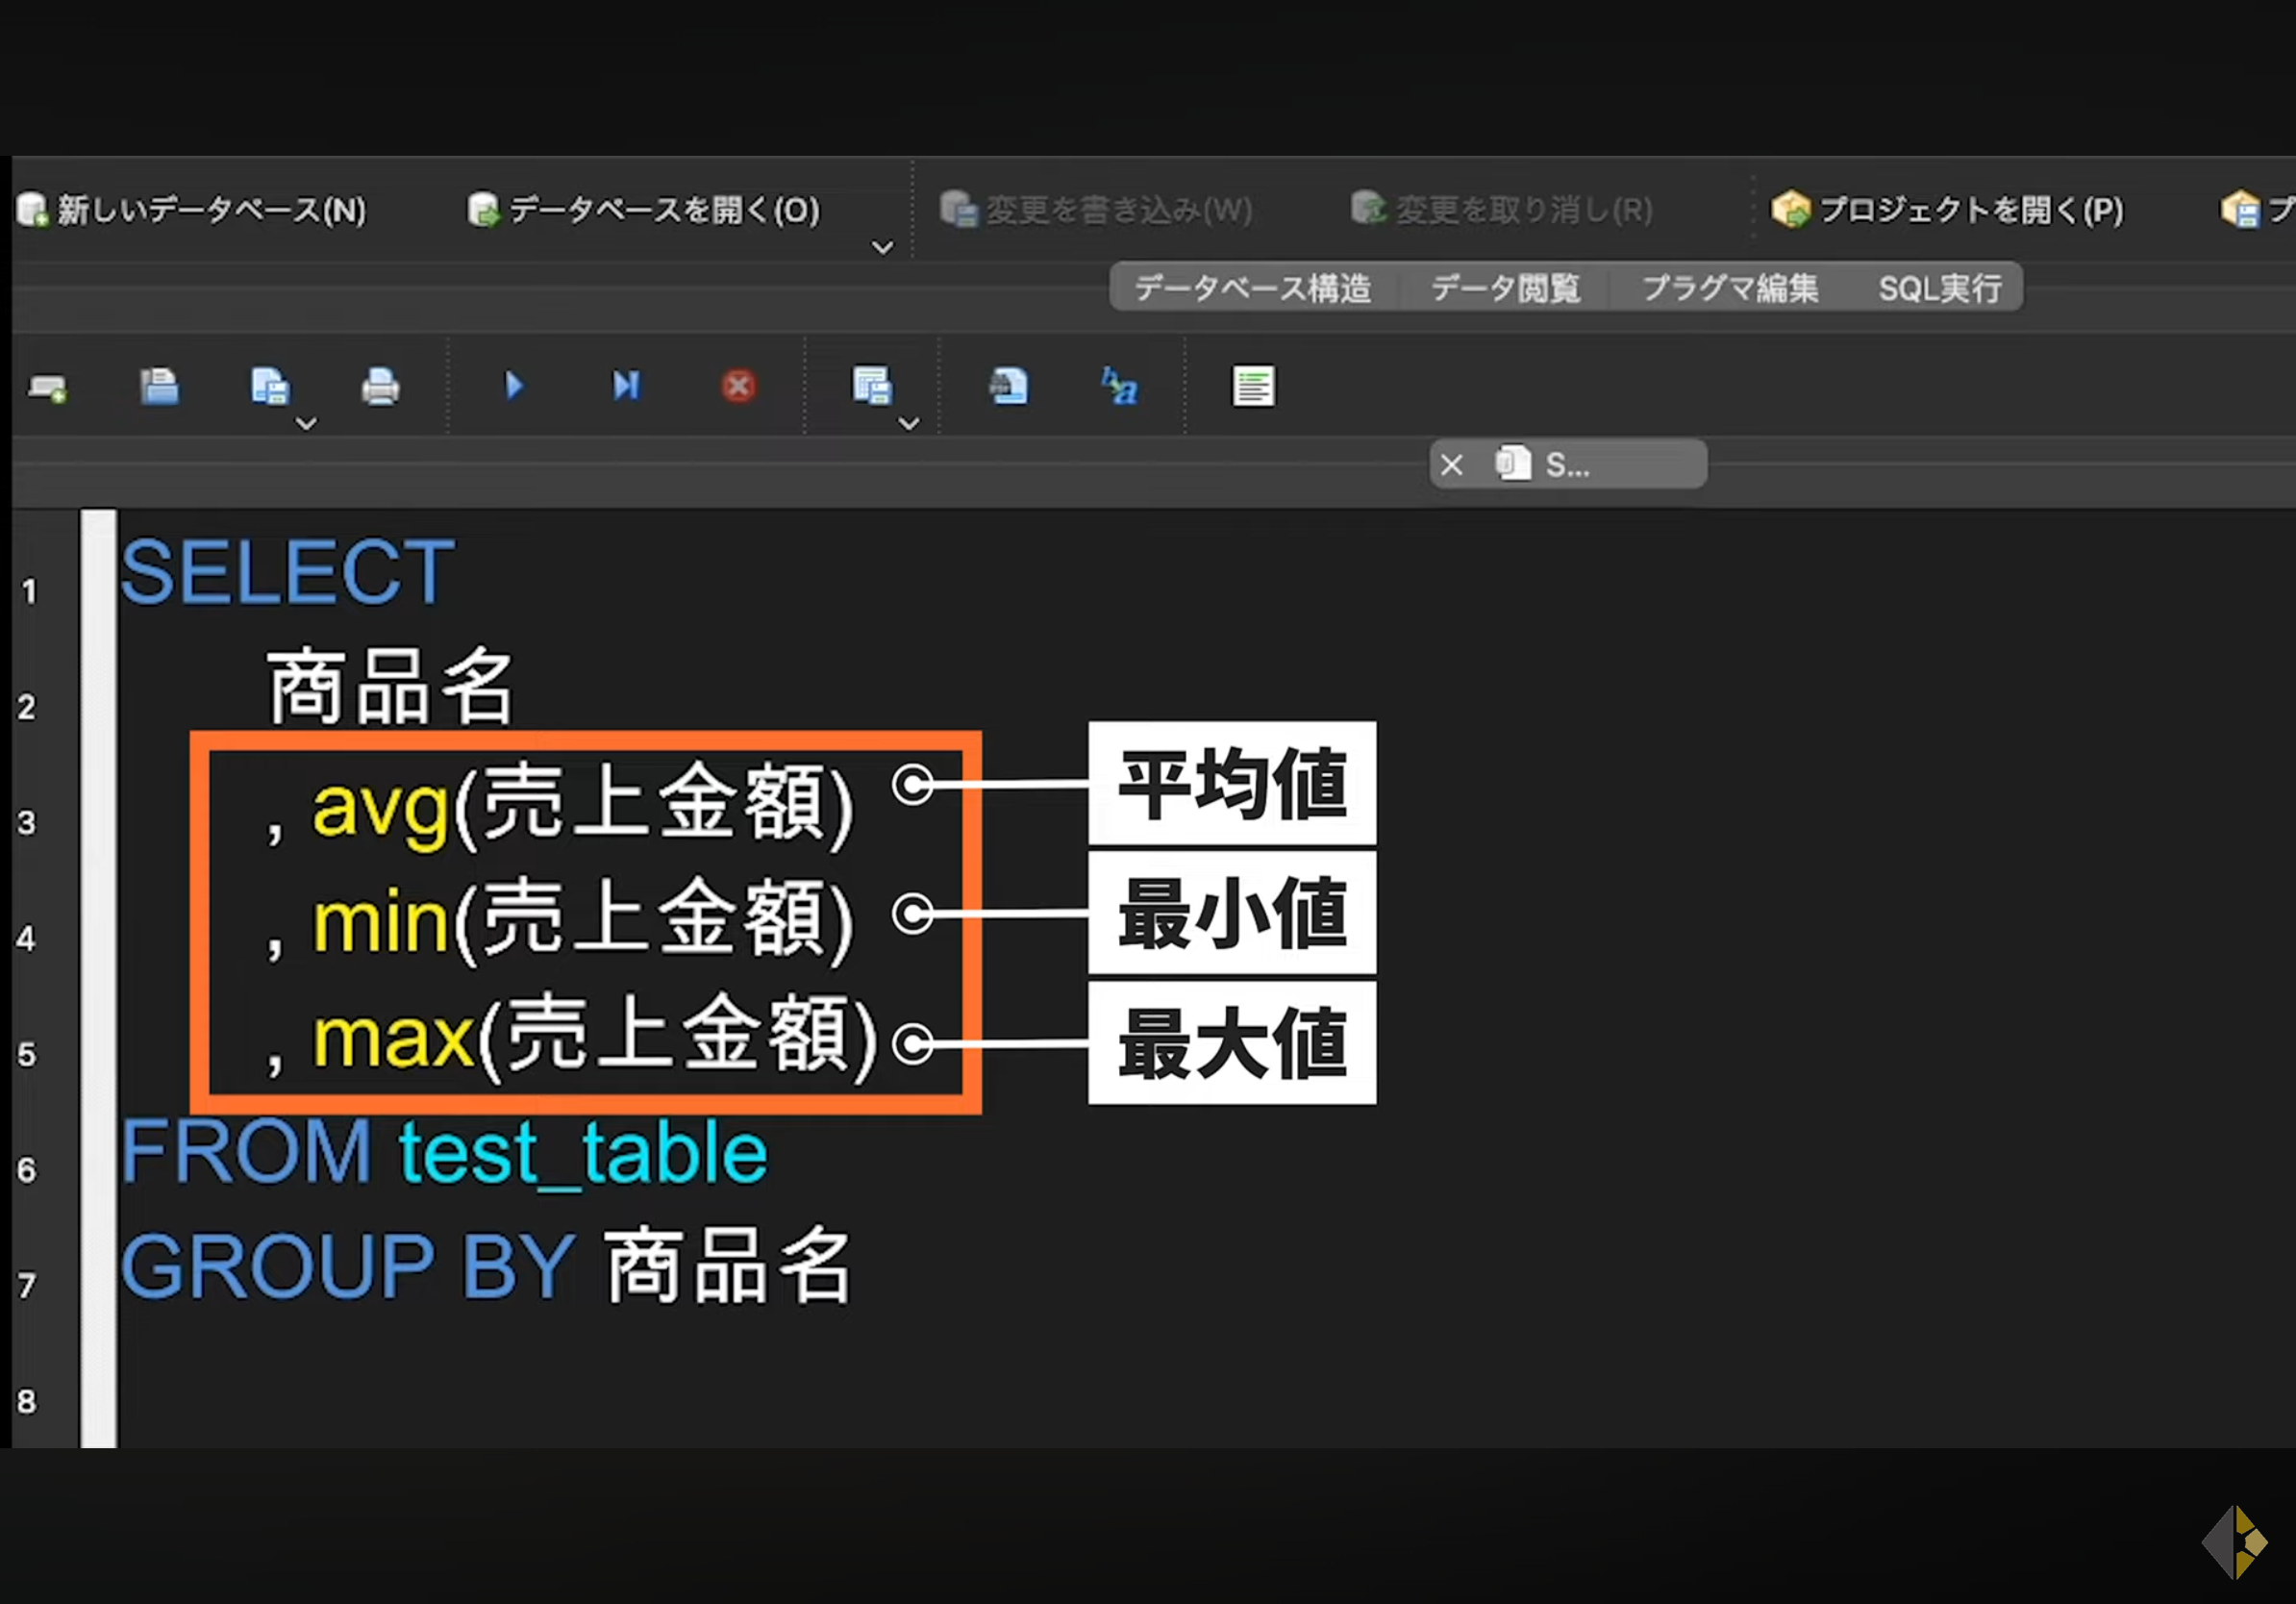 新しいデータベース(N) データベースを開く(O) 変更を書き込み(W) 変更を取り消し(R) プロジェクトを開く(P) プ
データベース構造 データ閲覧 プラグマ編集 SQL実行
S...
1 SELECT
2 商品名
3 , avg(売上金額) 平均値
4 , min(売上金額) 最小値
5 , max(売上金額) 最大値
6 FROM test_table
7 GROUP BY 商品名
8